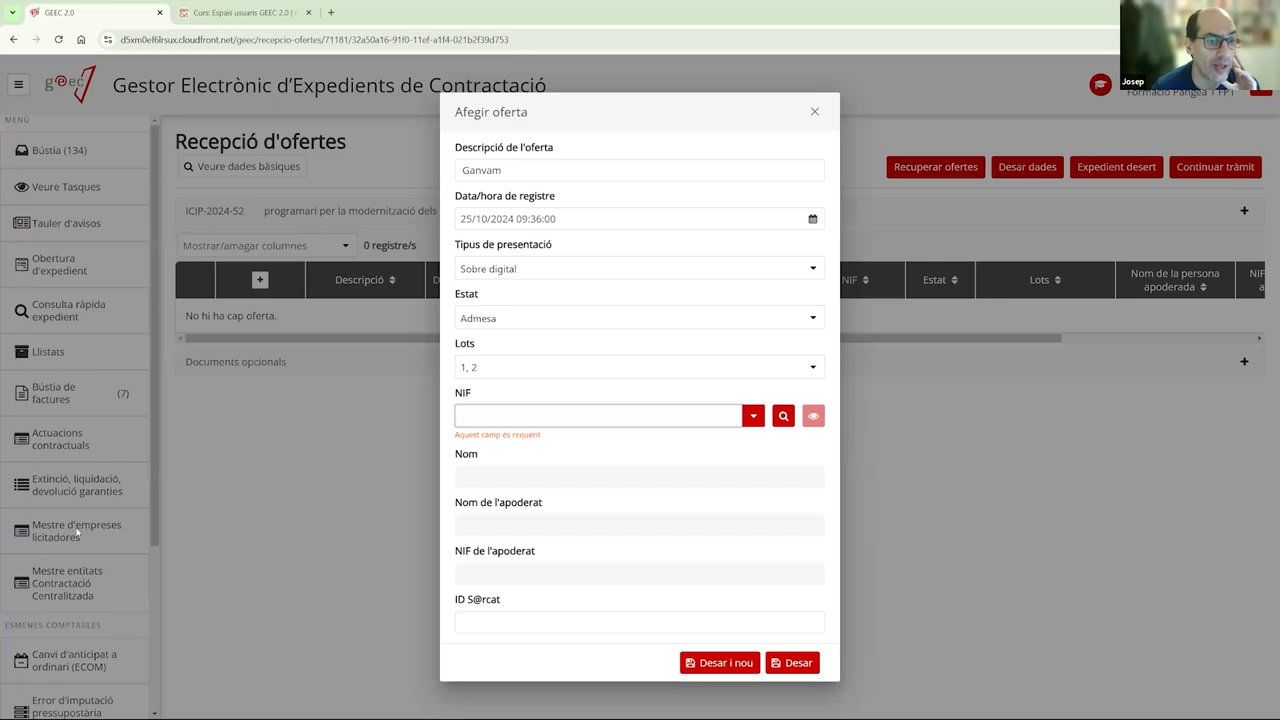 GEEC 2.0
Curs: Espais usuaris GEEC 2.0 | e
d5xm0ef6lrsux.cloudfront.net/geec/recepcio-ofertes/71181/32a50a16-91f0-11ef-a1f4-021b2f39d753
Josep
geec
Gestor Electrònic d'Expedients de Contractació
Formació Pangea 1 FP1
MENÚ
Bústia (134)
Veure Tasques
Tauler d'avisos
Obertura
d'expedient
Consulta ràpida
expedient
Llistats
Bústia de
factures
(7)
Actuacions
contractuals
Extinció, liquidació,
devolució garanties
Mestre d'empreses
licitadores
Mestre entitats
Contractació
Centralitzada
ESMENES COMPTABLES
Canvi d'anticipat a
ordinari (ECOM)
Error d'imputació
pressupostària
Recepció d'ofertes
Veure dades bàsiques
Recuperar ofertes
Desar dades
Expedient desert
Continuar tràmit
ICIP-2024-52 programari per la modernització dels
Mostrar/amagar columnes
0 registre/s
Descripció
D
NIF
Estat
Lots
Nom de la persona
apoderada
NIF
a
No hi ha cap oferta.
Documents opcionals
Afegir oferta
Descripció de l'oferta
Ganvam
Data/hora de registre
25/10/2024 09:36:00
Tipus de presentació
Sobre digital
Estat
Admesa
Lots
1, 2
NIF
Aquest camp és requerit
Nom
Nom de l'apoderat
NIF de l'apoderat
ID S@rcat
Desar i nou
Desar